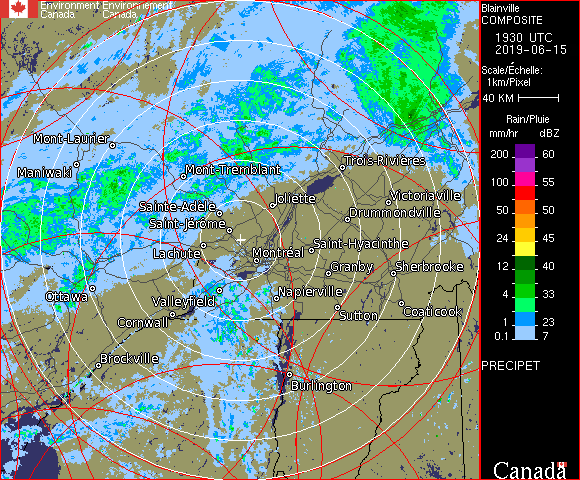 Environment Environnement
Canada Canada
Blainville
COMPOSITE
1930 UTC
2019-06-15
Scale/Échelle:
1km/Pixel
40 KM
Rain/Pluie
mm/hr dBZ
200 60
100 55
50 50
24 45
12 40
4 33
1 23
0.1 7
PRECIPET
Canada
Mont-Laurier
Maniwaki
Mont-Tremblant
Trois-Rivières
Sainte-Adèle
Joliette
Victoriaville
Drummondville
Saint-Jérôme
Lachute
Montréal
Saint-Hyacinthe
Granby
Sherbrooke
Ottawa
Valleyfield
Napierville
Cornwall
Sutton
Coaticook
Brockville
Burlington